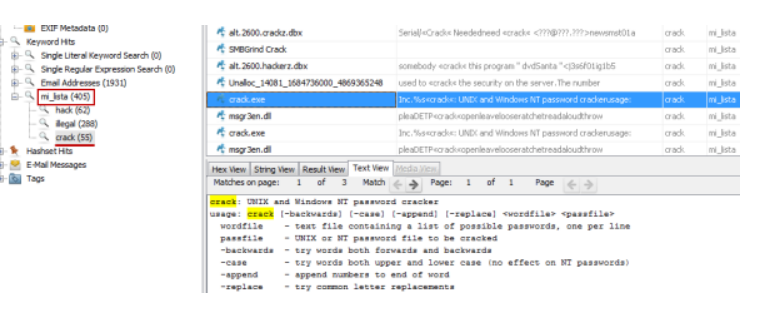 EXIF Metadata (0)
Keyword Hits
Single Literal Keyword Search (0)
Single Regular Expression Search (0)
Email Addresses (1931)
mi_lista (405)
hack (62)
illegal (288)
crack (55)
Hashset Hits
E-Mail Messages
Tags
alt.2600.crackz.dbx Serial/«Crack« Needednereed «crack« <???@???.???>newsmst01a crack mi_lista
SMBGrind Crack crack mi_lista
alt.2600.hackerz.dbx somebody «crack« this program " dvdSanta "<j3s6f01ig1b5 crack mi_lista
Unalloc_14081_1684736000_4869365248 used to «crack« the security on the server.The number crack mi_lista
crack.exe Inc.%s«crack«: UNIX and Windows NT password crackerusage: crack mi_lista
msgr3en.dll pleaDETP«crack«openleavelooseratchetreadaloudthrow crack mi_lista
crack.exe Inc.%s«crack«: UNIX and Windows NT password crackerusage: crack mi_lista
msgr3en.dll pleaDETP«crack«openleavelooseratchetreadaloudthrow crack mi_lista
Hex View String View Result View Text View Media View
Matches on page: 1 of 3 Match Page: 1 of 1 Page
crack: UNIX and Windows NT password cracker
usage: crack [-backwards] [-case] [-append] [-replace] <wordfile> <passfile>
wordfile - text file containing a list of possible passwords, one per line
passfile - UNIX or NT password file to be cracked
-backwards - try words both forwards and backwards
-case - try words both upper and lower case (no effect on NT passwords)
-append - append numbers to end of word
-replace - try common letter replacements